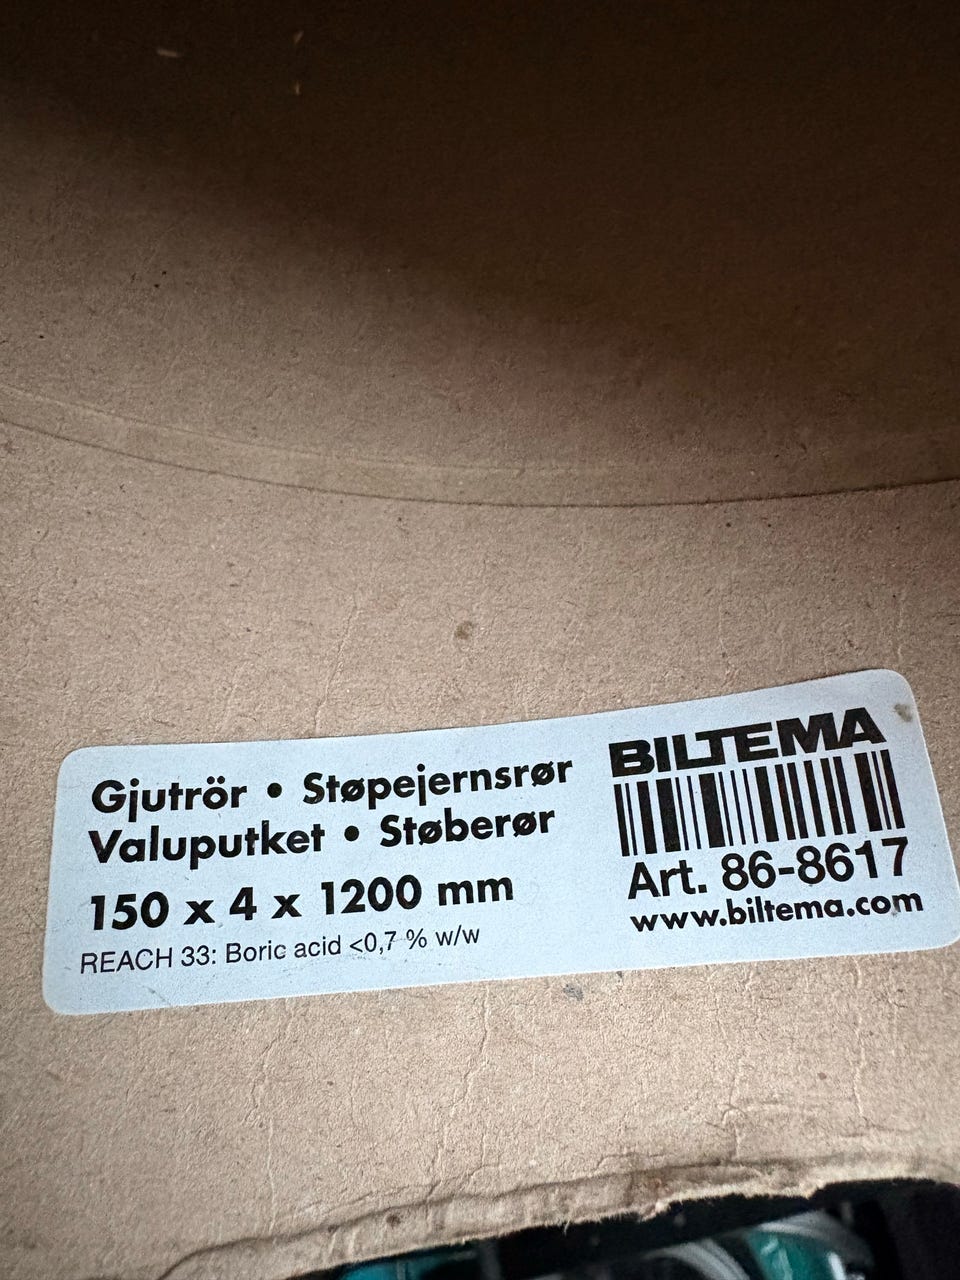 Gjutrör • Støpejernsrør
Valuputket • Støberør
150 x 4 x 1200 mm
REACH 33: Boric acid <0,7 % w/w
BILTEMA
Art. 86-8617
www.biltema.com